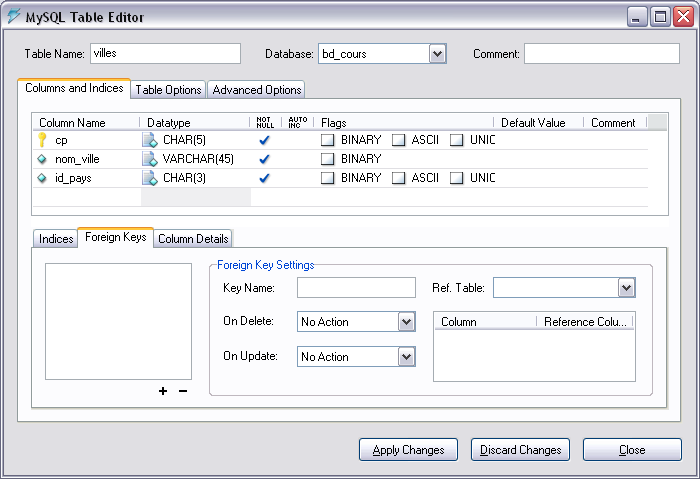 MySQL Table Editor
Table Name: villes Database: bd_cours Comment:
Columns and Indices Table Options Advanced Options
Column Name Datatype NOT NULL AUTO INC Flags Default Value Comment
cp CHAR(5) BINARY ASCII UNIC
nom_ville VARCHAR(45) BINARY
id_pays CHAR(3) BINARY ASCII UNIC
Indices Foreign Keys Column Details
Foreign Key Settings
Key Name: Ref. Table:
On Delete: No Action Column Reference Colu...
On Update: No Action
+ −
Apply Changes Discard Changes Close